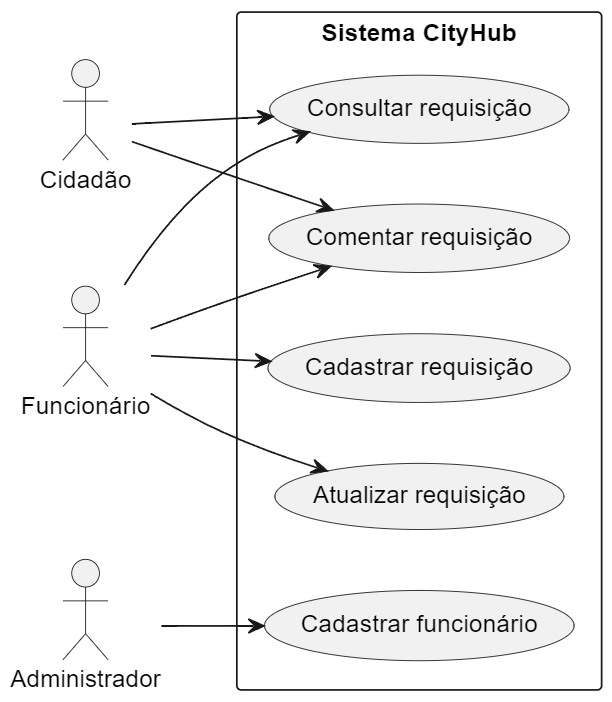 Sistema CityHub
Consultar requisição
Cidadão
Comentar requisição
Cadastrar requisição
Funcionário
Atualizar requisição
Cadastrar funcionário
Administrador